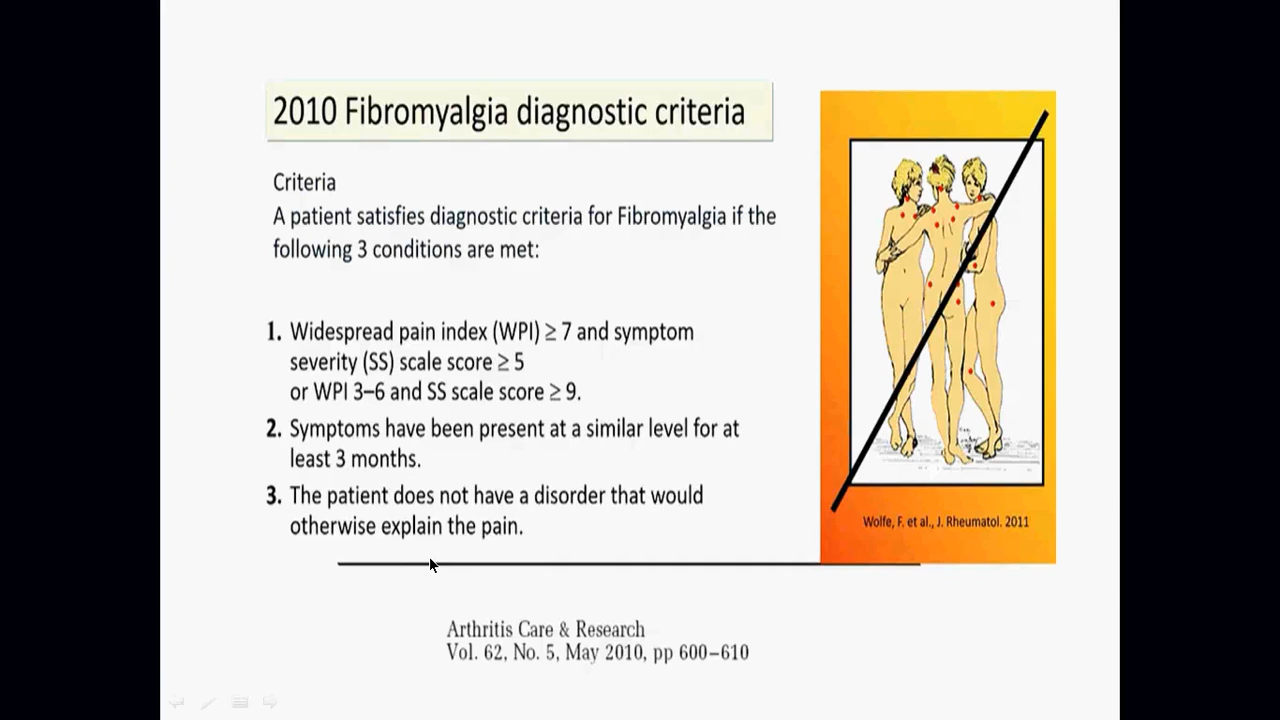 2010 Fibromyalgia diagnostic criteria
Criteria
A patient satisfies diagnostic criteria for Fibromyalgia if the
following 3 conditions are met:
1. Widespread pain index (WPI) ≥ 7 and symptom
severity (SS) scale score ≥ 5
or WPI 3–6 and SS scale score ≥ 9.
2. Symptoms have been present at a similar level for at
least 3 months.
3. The patient does not have a disorder that would
otherwise explain the pain.
Wolfe, F. et al., J. Rheumatol. 2011
Arthritis Care & Research
Vol. 62, No. 5, May 2010, pp 600–610